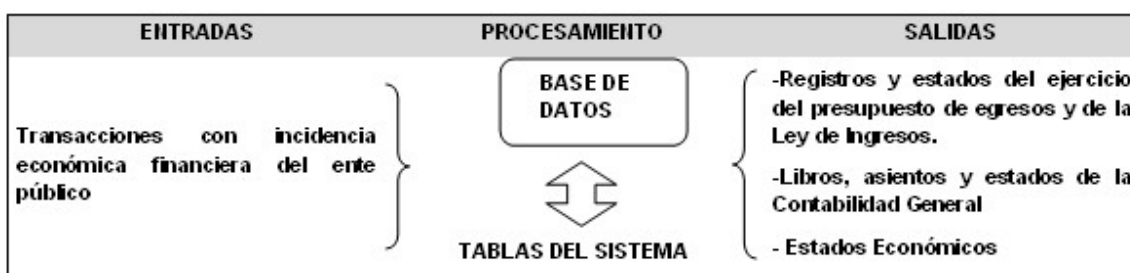 ENTRADAS PROCESAMIENTO SALIDAS
Transacciones con incidencia
económica financiera del ente
público
BASE DE
DATOS
TABLAS DEL SISTEMA
-Registros y estados del ejercicio
del presupuesto de egresos y de la
Ley de Ingresos.
-Libros, asientos y estados de la
Contabilidad General
- Estados Económicos